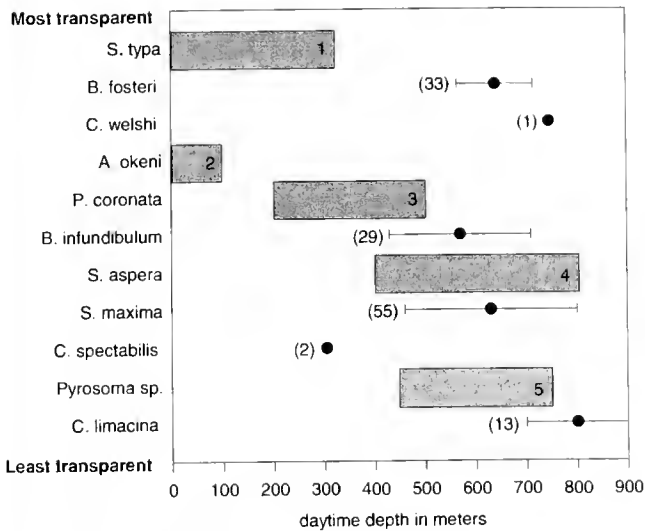 Most transparent
S. typa 1
B. fosteri (33)
C. welshi (1)
A. okeni 2
P. coronata 3
B. infundibulum (29)
S. aspera 4
S. maxima (55)
C. spectabilis (2)
Pyrosoma sp. 5
C. limacina (13)
Least transparent
0 100 200 300 400 500 600 700 800 900
daytime depth in meters